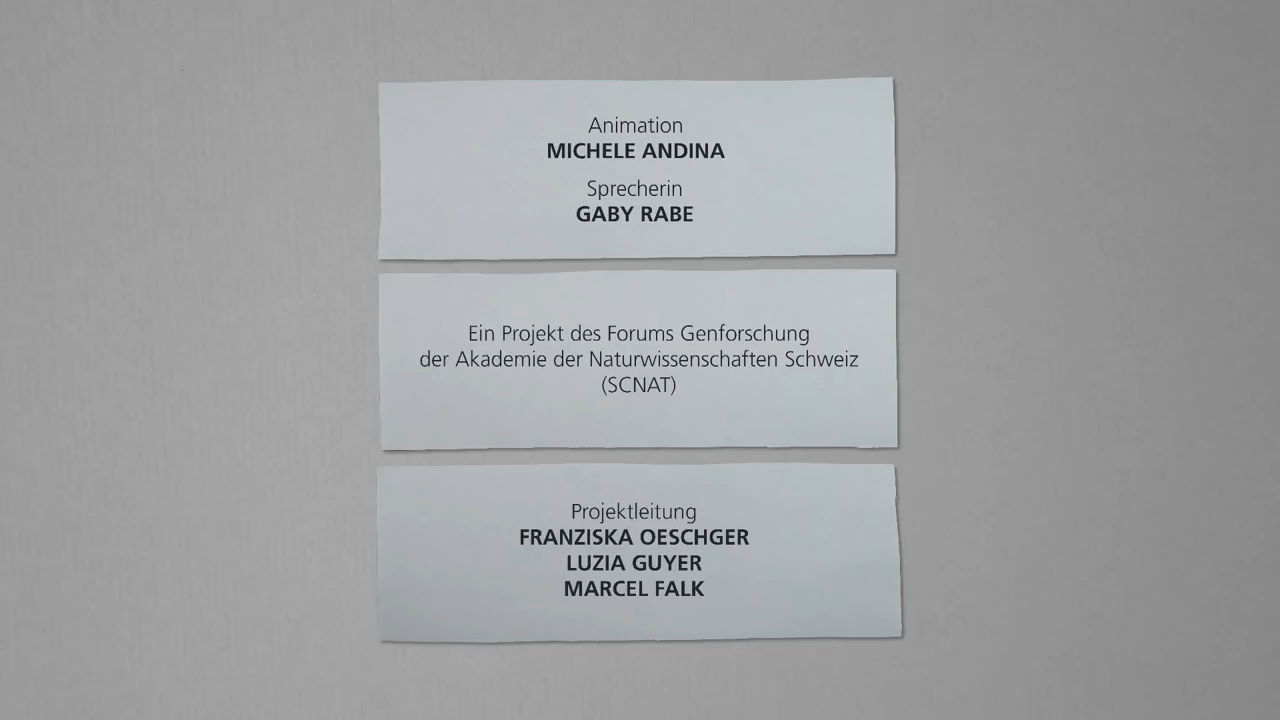 Animation
MICHELE ANDINA
Sprecherin
GABY RABE
Ein Projekt des Forums Genforschung
der Akademie der Naturwissenschaften Schweiz
(SCNAT)
Projektleitung
FRANZISKA OESCHGER
LUZIA GUYER
MARCEL FALK